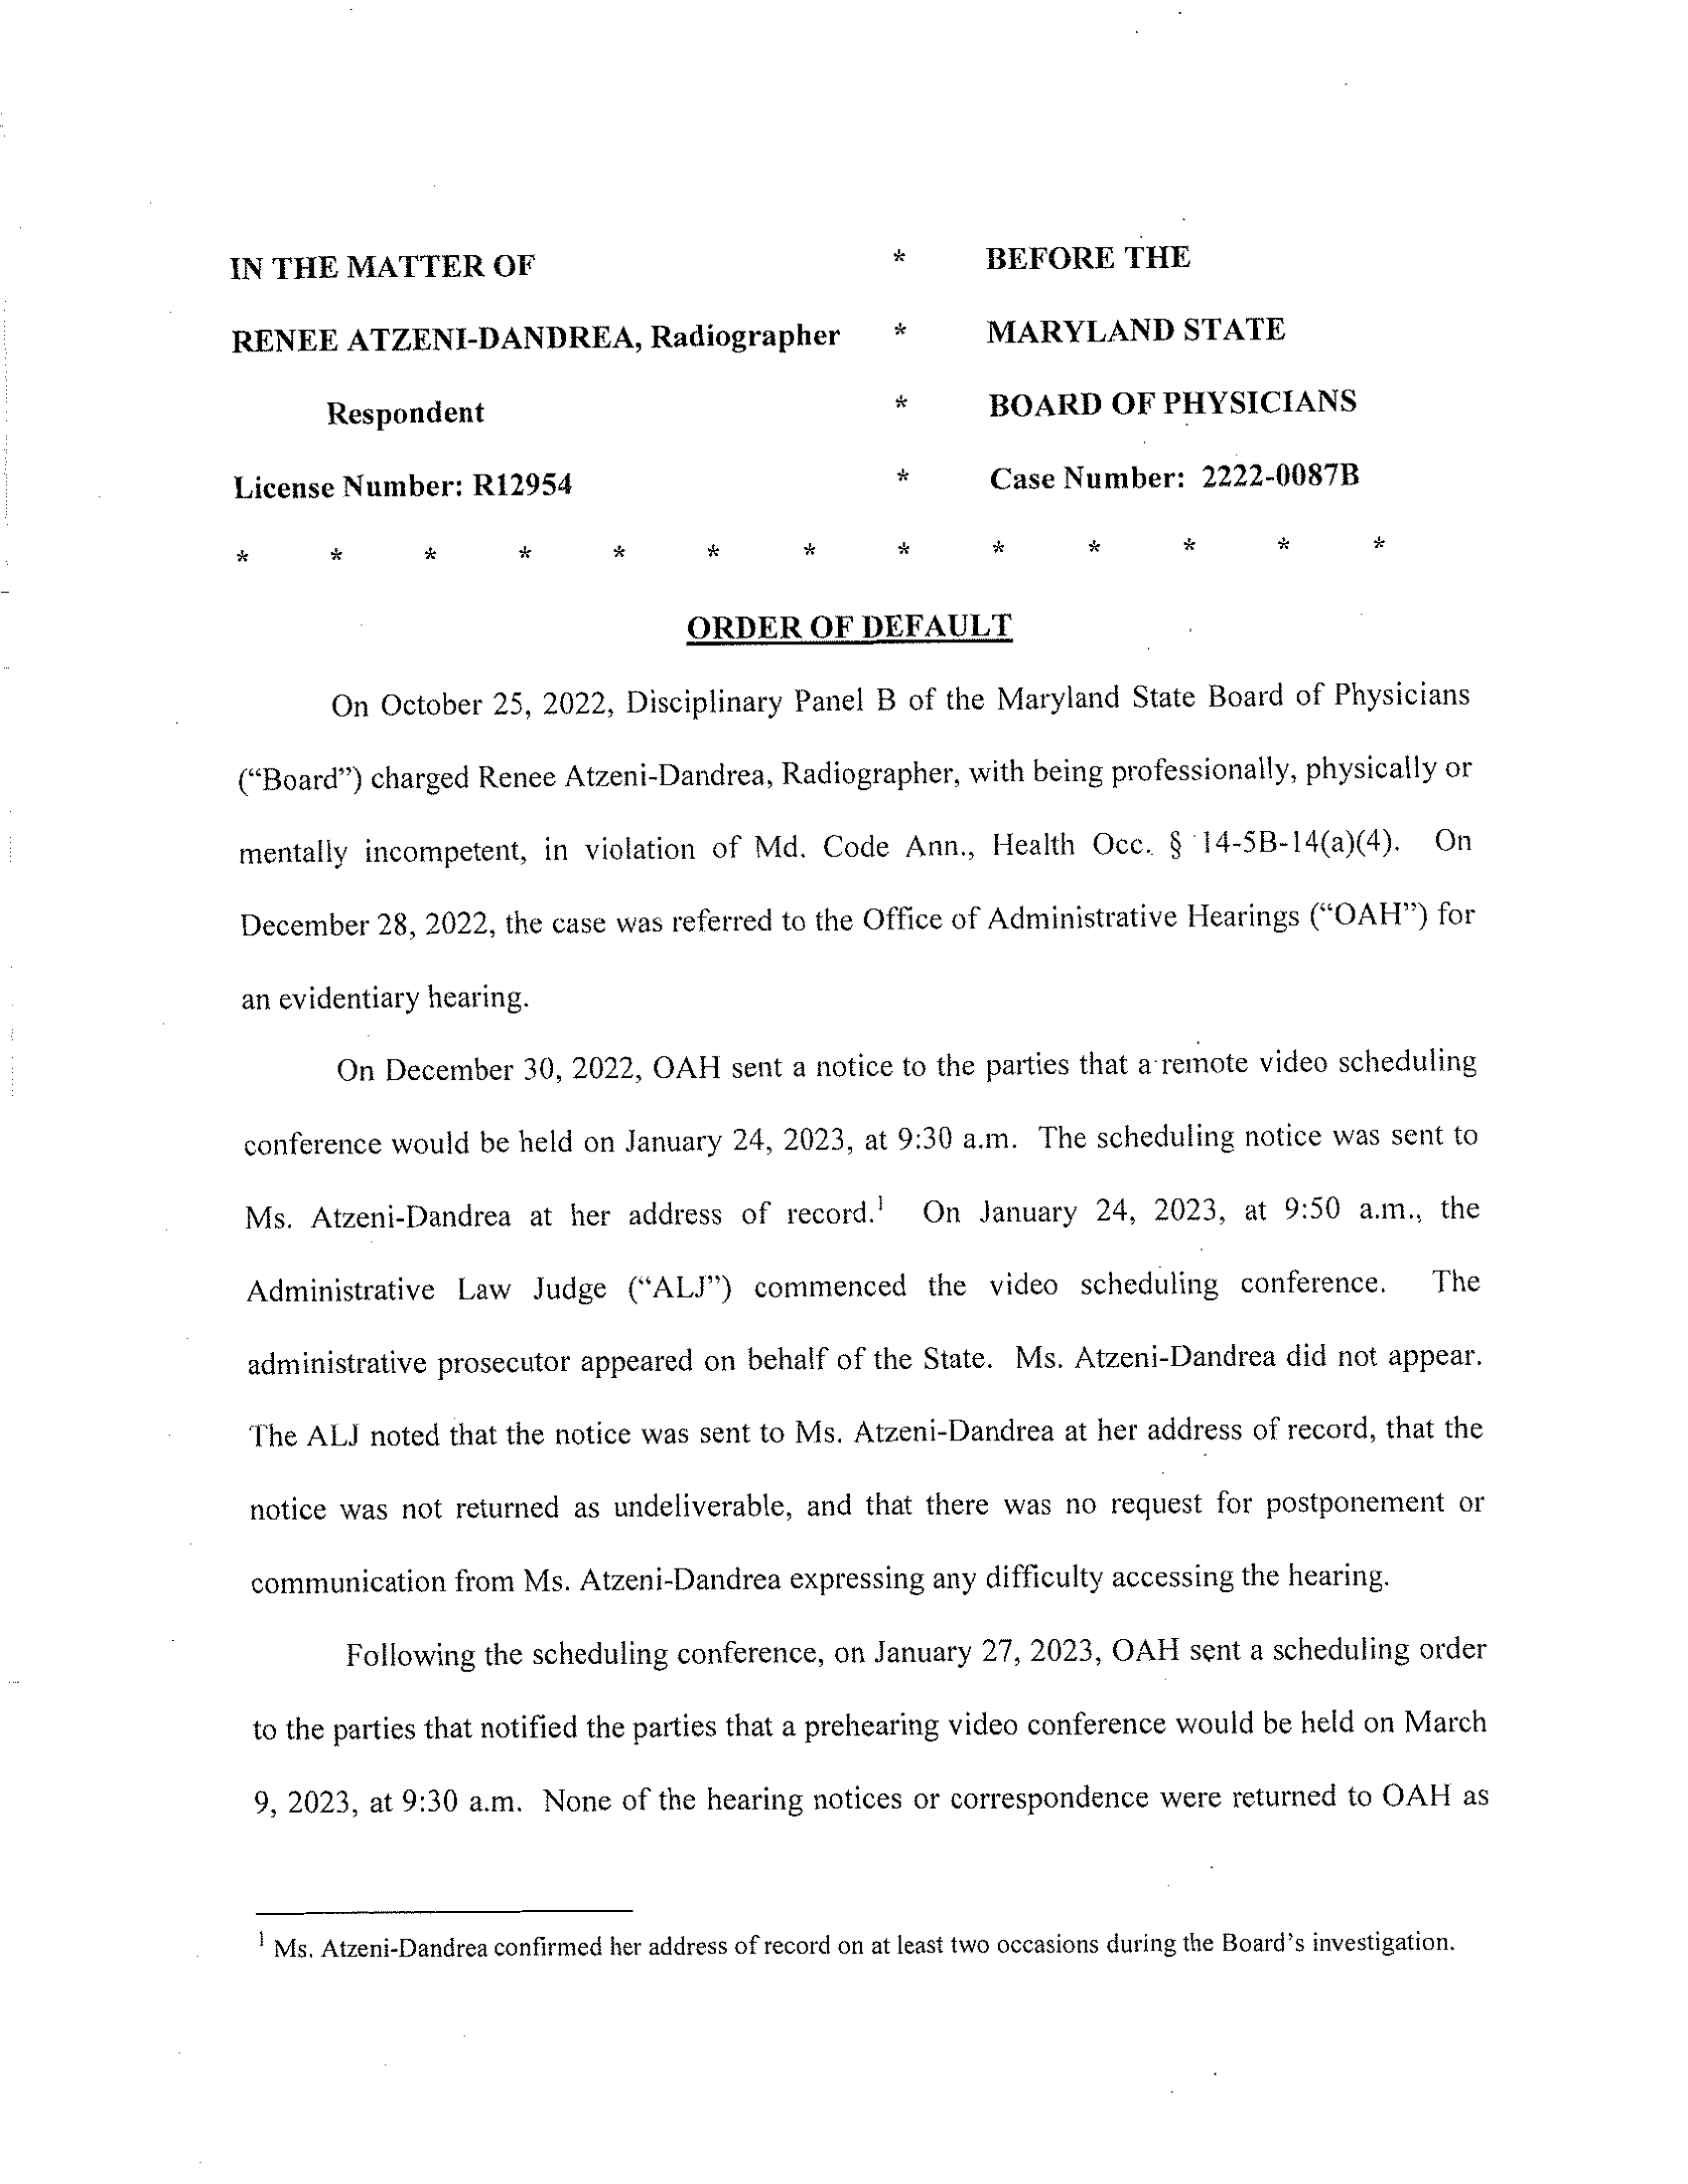 IN THE MATTER OF * BEFORE THE
RENEE ATZENI-DANDREA, Radiographer * MARYLAND STATE
Respondent * BOARD OF PHYSICIANS
License Number: R12954 * Case Number: 2222-0087B
* * * * * * * * * * * * *
ORDER OF DEFAULT
On October 25, 2022, Disciplinary Panel B of the Maryland State Board of Physicians
(“Board”) charged Renee Atzeni-Dandrea, Radiographer, with being professionally, physically or
mentally incompetent, in violation of Md. Code Ann., Health Occ. § 14-5B-14(a)(4). On
December 28, 2022, the case was referred to the Office of Administrative Hearings (“OAH”) for
an evidentiary hearing.
On December 30, 2022, OAH sent a notice to the parties that a remote video scheduling
conference would be held on January 24, 2023, at 9:30 a.m. The scheduling notice was sent to
Ms. Atzeni-Dandrea at her address of record.¹ On January 24, 2023, at 9:50 a.m., the
Administrative Law Judge (“ALJ”) commenced the video scheduling conference. The
administrative prosecutor appeared on behalf of the State. Ms. Atzeni-Dandrea did not appear.
The ALJ noted that the notice was sent to Ms. Atzeni-Dandrea at her address of record, that the
notice was not returned as undeliverable, and that there was no request for postponement or
communication from Ms. Atzeni-Dandrea expressing any difficulty accessing the hearing.
Following the scheduling conference, on January 27, 2023, OAH sent a scheduling order
to the parties that notified the parties that a prehearing video conference would be held on March
9, 2023, at 9:30 a.m. None of the hearing notices or correspondence were returned to OAH as
¹ Ms. Atzeni-Dandrea confirmed her address of record on at least two occasions during the Board’s investigation.